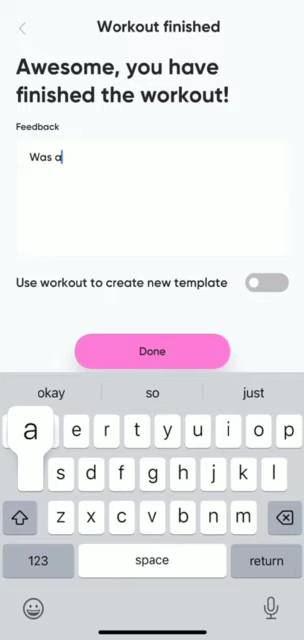 Workout finished
Awesome, you have
finished the workout!
Feedback
Was a
Use workout to create new template
Done
okay so just
a e r t y u i o p
s d f g h j k l
z x c v b n m
123 space return